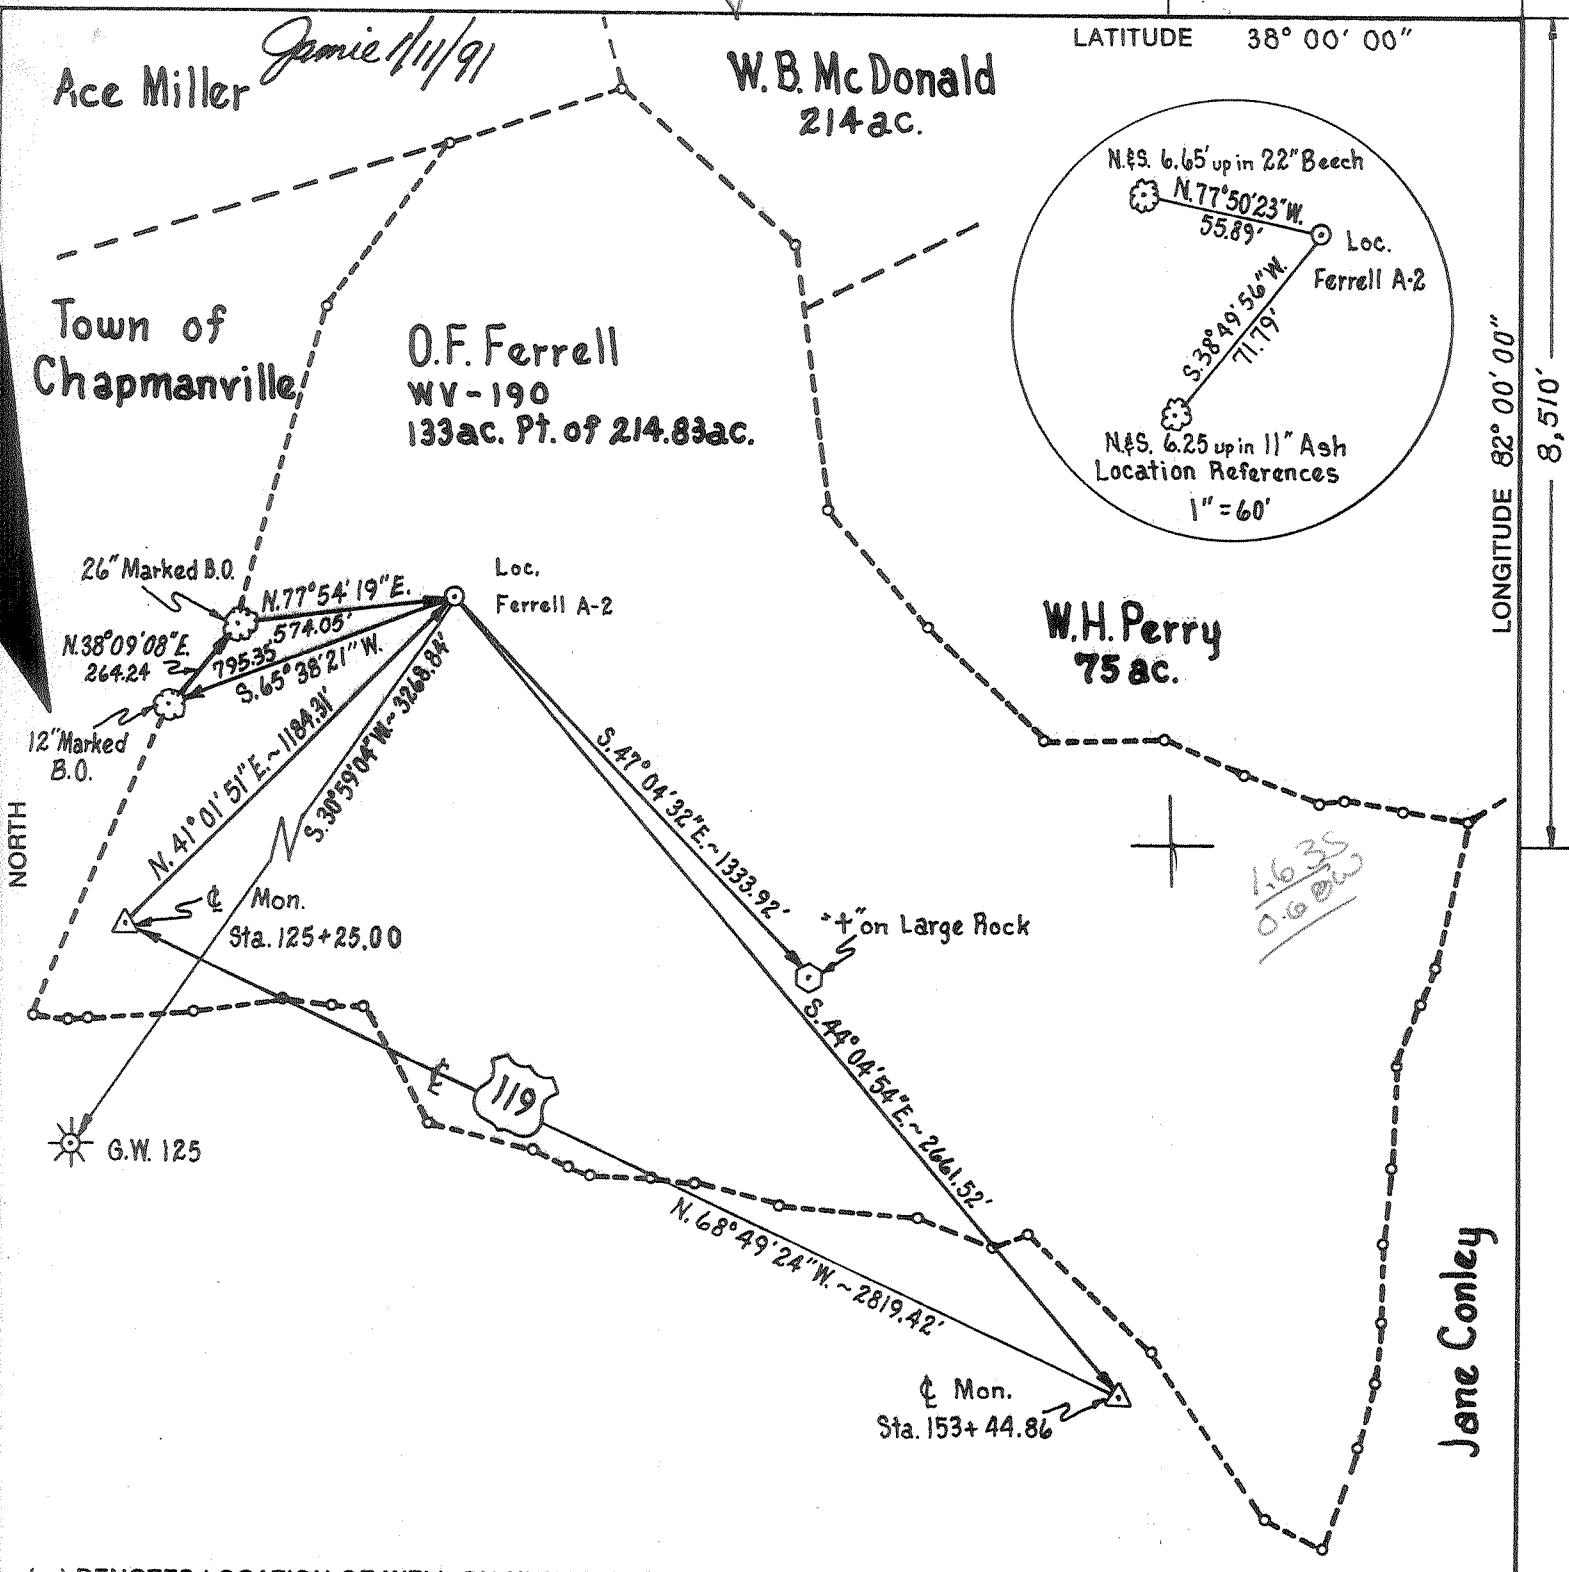 Jamie 1/11/91
LATITUDE 38° 00' 00"
Ace Miller
W.B. McDonald
214 ac.
N.&S. 6.65' up in 22" Beech
N.77°50'23"W.
55.89'
Loc.
Ferrell A-2
S.38°49'56"W.
71.79'
N.&S. 6.25 up in 11" Ash
Location References
1" = 60'
LONGITUDE 82° 00' 00"
8,510'
Town of
Chapmanville
O.F. Ferrell
WV-190
133ac. Pt. of 214.83ac.
26" Marked B.O.
N.77°54'19"E.
574.05'
Loc.
Ferrell A-2
N.38°09'08"E.
264.24
795.35'
S.65°38'21"W.
12" Marked
B.O.
W.H. Perry
75 ac.
N.41°01'51"E.~1184.31'
S.30°59'04"W.~3268.84'
S.47°04'32"E.~1333.92'
NORTH
1.63S
0.68W
℄ Mon.
Sta. 125+25.00
"+" on Large Rock
S.44°04'54"E.~2661.52'
℄
119
G.W. 125
N.68°49'24"W.~2819.42'
℄ Mon.
Sta. 153+44.86
Jane Conley